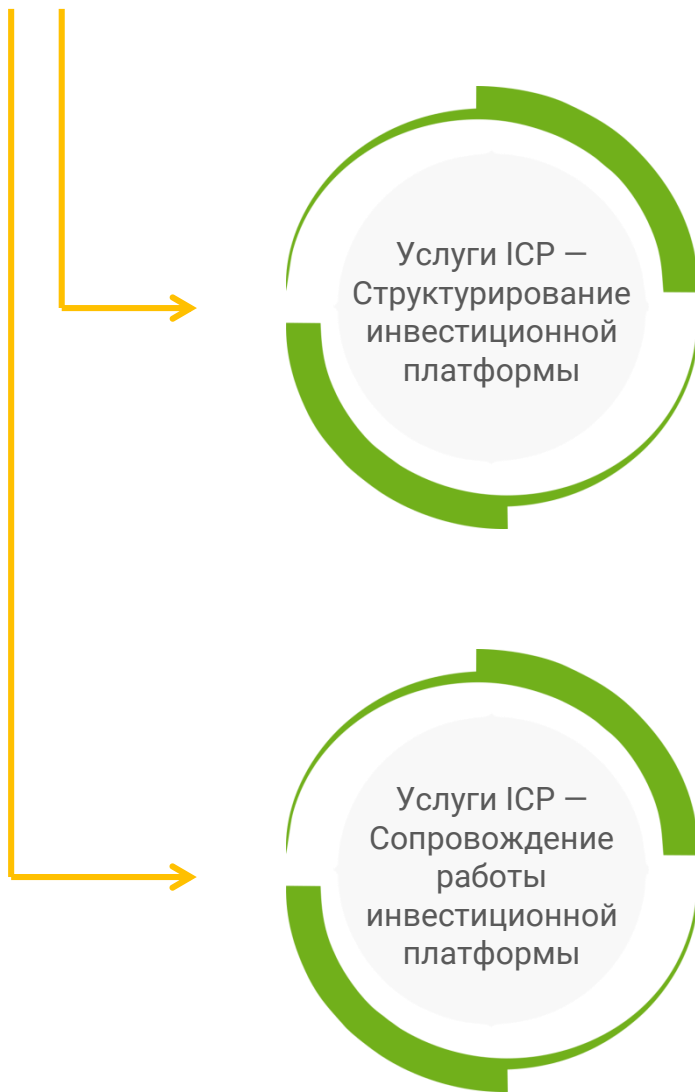 Услуги ICP —
Структурирование
инвестиционной
платформы
Услуги ICP —
Сопровождение
работы
инвестиционной
платформы